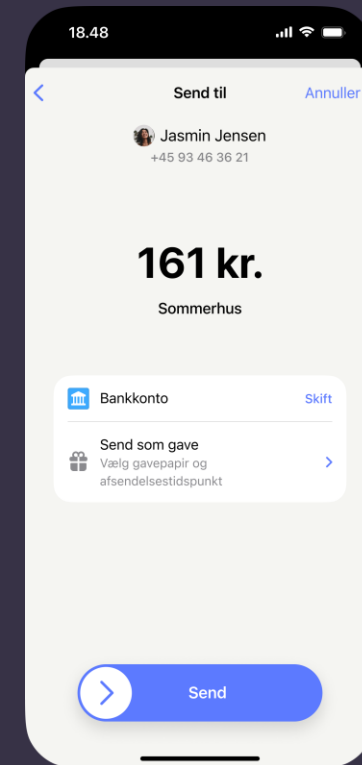 18.48
Send til
Annuller
Jasmin Jensen
+45 93 46 36 21
161 kr.
Sommerhus
Bankkonto
Skift
Send som gave
Vælg gavepapir og
afsendelsestidspunkt
Send